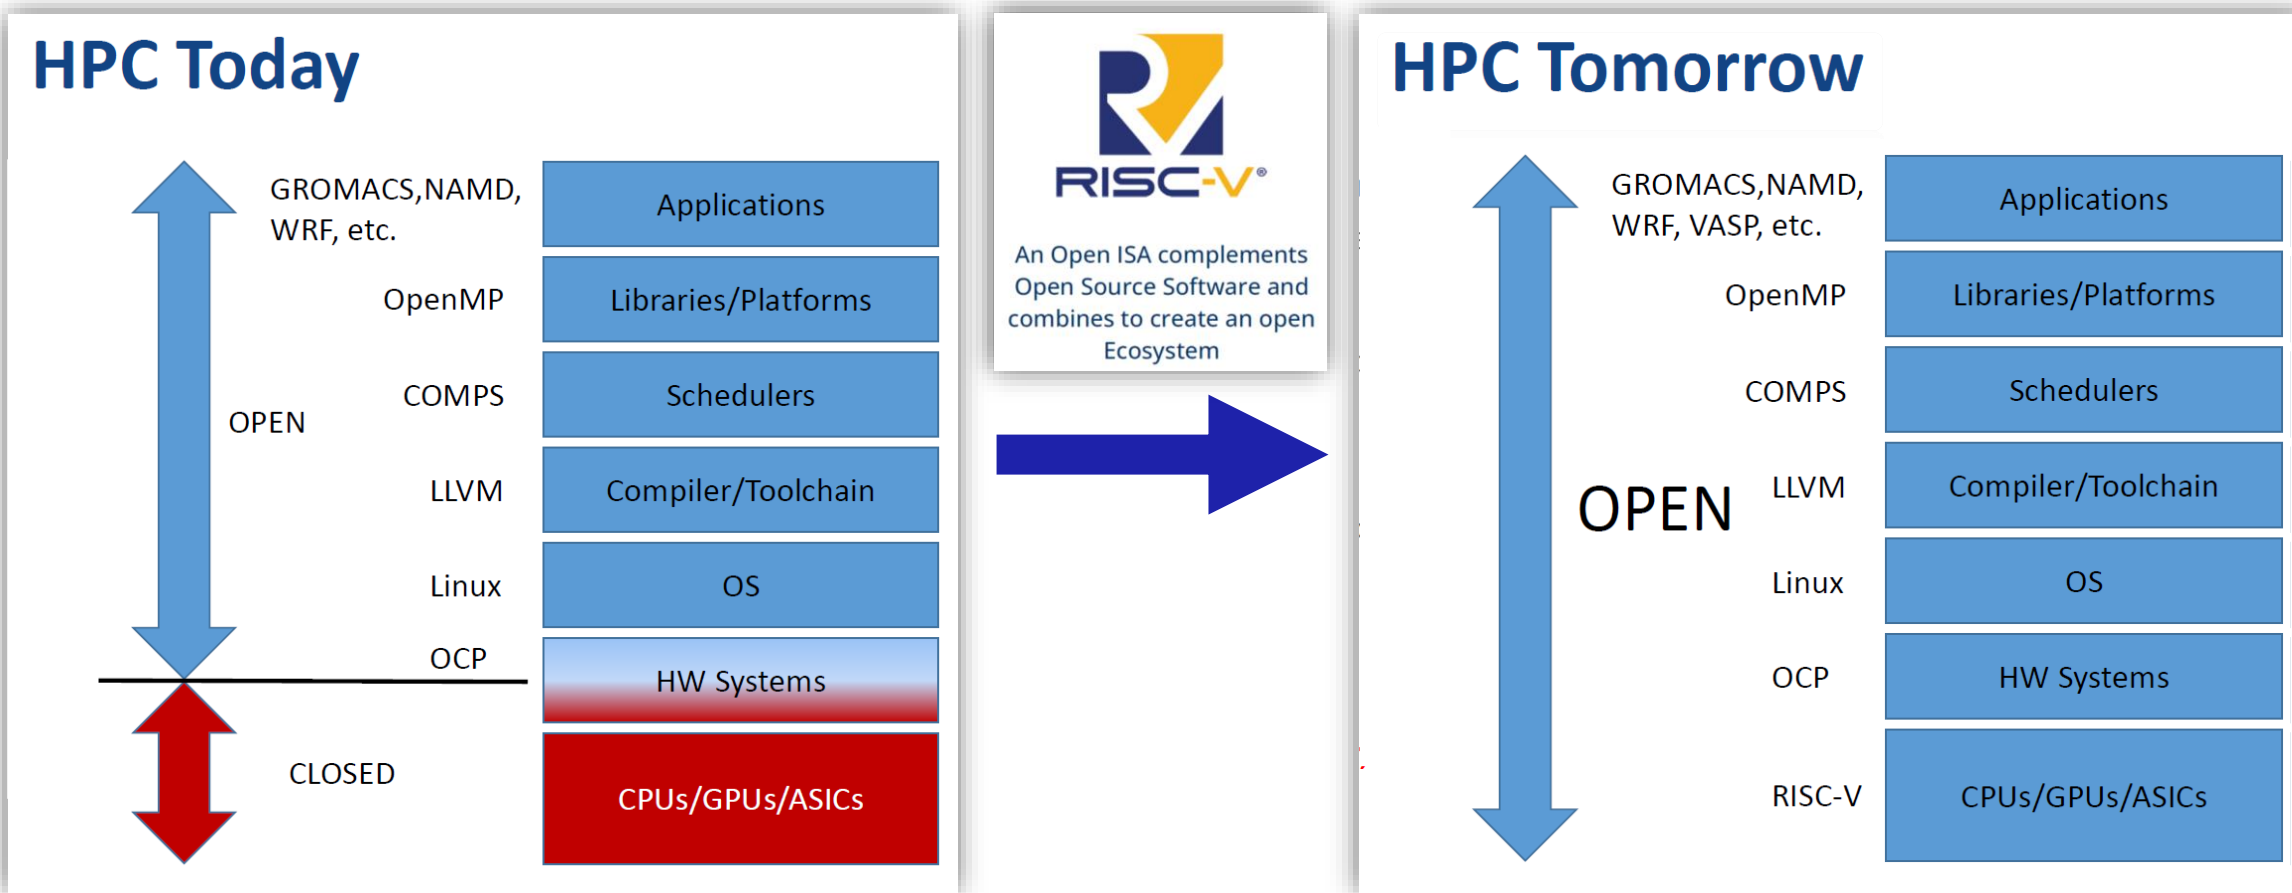 HPC Today
GROMACS,NAMD,
WRF, etc.
Applications
OpenMP
Libraries/Platforms
COMPS
Schedulers
OPEN
LLVM
Compiler/Toolchain
Linux
OS
OCP
HW Systems
CLOSED
CPUs/GPUs/ASICs
RISC-V®
An Open ISA complements
Open Source Software and
combines to create an open
Ecosystem
HPC Tomorrow
GROMACS,NAMD,
WRF, VASP, etc.
Applications
OpenMP
Libraries/Platforms
COMPS
Schedulers
OPEN
LLVM
Compiler/Toolchain
Linux
OS
OCP
HW Systems
RISC-V
CPUs/GPUs/ASICs